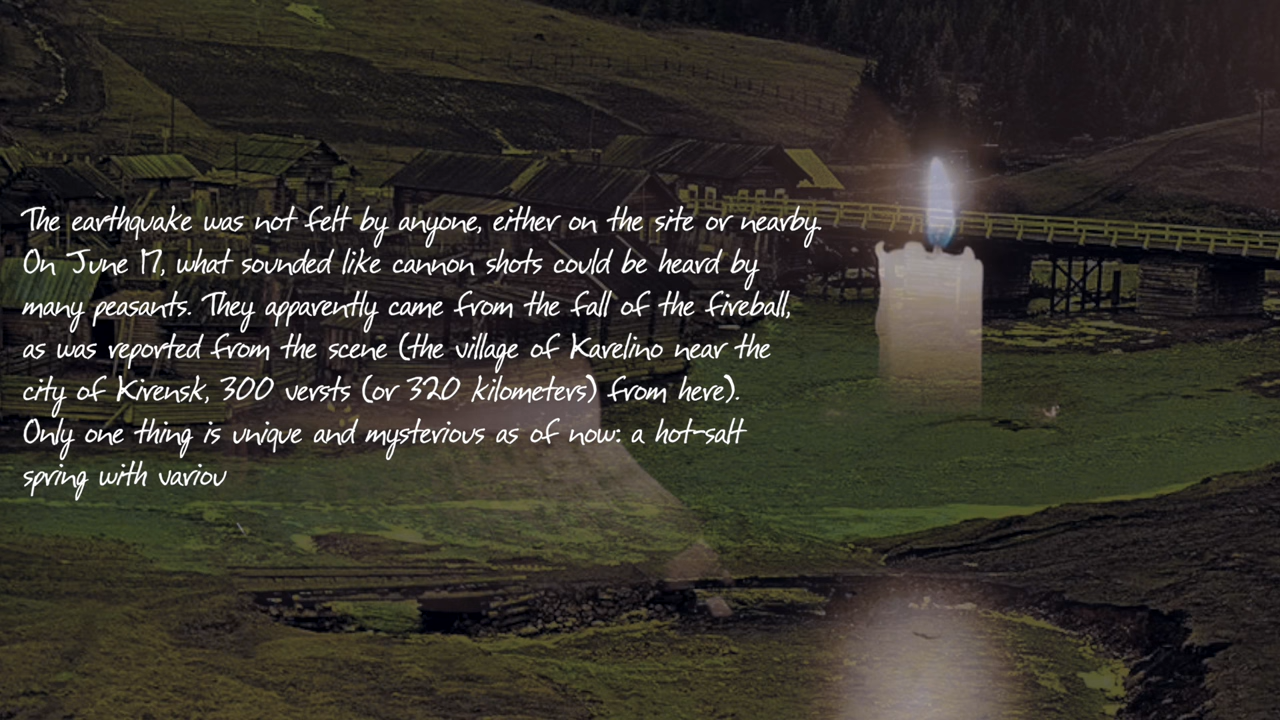 The earthquake was not felt by anyone, either on the site or nearby.
On June 17, what sounded like cannon shots could be heard by
many peasants. They apparently came from the fall of the fireball,
as was reported from the scene (the village of Karelino near the
city of Kirensk, 300 versts (or 320 kilometers) from here).
Only one thing is unique and mysterious as of now: a hot-salt
spring with variou